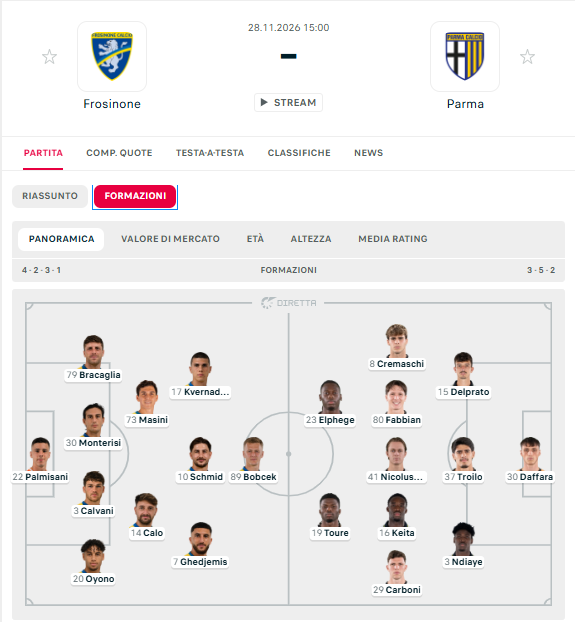 28.11.2026 15:00
FROSINONE CALCIO
PARMA CALCIO
-
Frosinone
Parma
STREAM
PARTITA COMP. QUOTE TESTA-A-TESTA CLASSIFICHE NEWS
RIASSUNTO FORMAZIONI
PANORAMICA VALORE DI MERCATO ETÀ ALTEZZA MEDIA RATING
4 - 2 - 3 - 1 FORMAZIONI 3 - 5 - 2
DIRETTA
8 Cremaschi
79 Bracaglia
17 Kvernad...
15 Delprato
73 Masini
23 Elphege
80 Fabbian
30 Monterisi
22 Palmisani
10 Schmid
89 Bobcek
41 Nicolus...
37 Troilo
30 Daffara
3 Calvani
14 Calo
19 Toure
16 Keita
7 Ghedjemis
3 Ndiaye
20 Oyono
29 Carboni